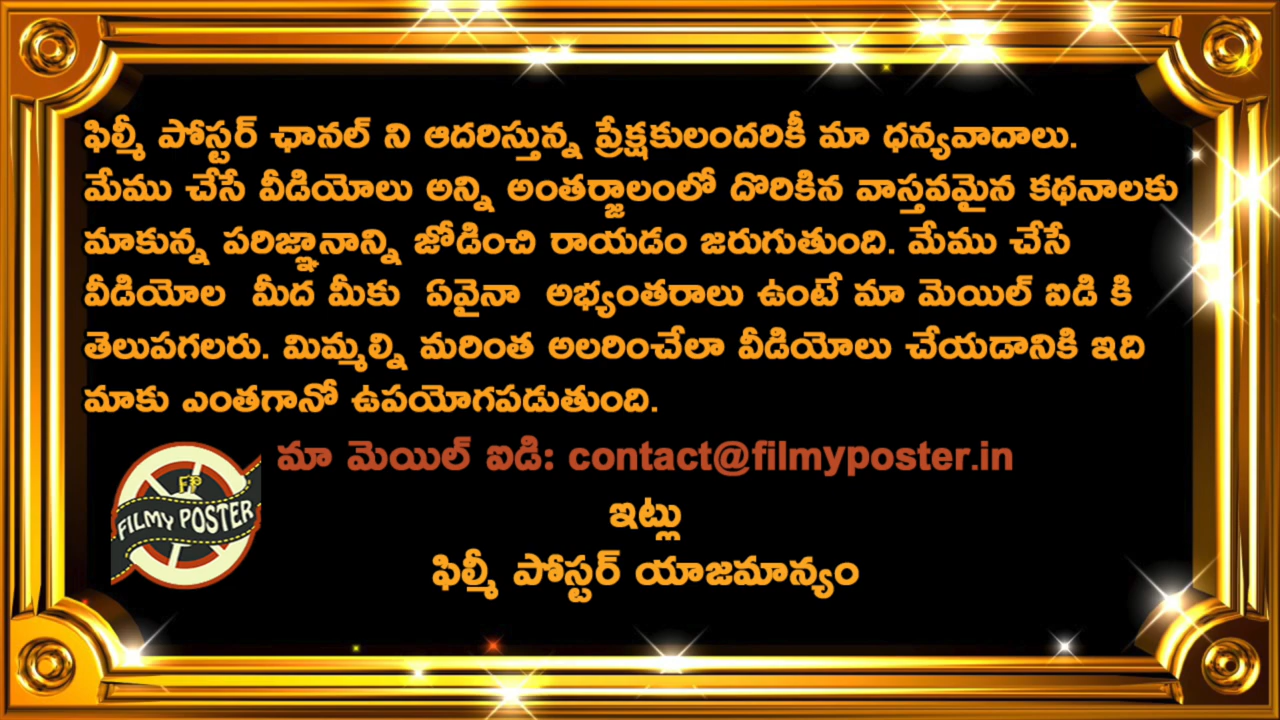 ఫిల్మీ పోస్టర్ ఛానల్ ని ఆదరిస్తున్న ప్రేక్షకులందరికీ మా ధన్యవాదాలు.
మేము చేసే వీడియోలు అన్ని అంతర్జాలంలో దొరికిన వాస్తవమైన కథనాలకు
మాకున్న పరిజ్ఞానాన్ని జోడించి రాయడం జరుగుతుంది. మేము చేసే
వీడియోల మీద మీకు ఏవైనా అభ్యంతరాలు ఉంటే మా మెయిల్ ఐడి కి
తెలుపగలరు. మిమ్మల్ని మరింత అలరించేలా వీడియోలు చేయడానికి ఇది
మాకు ఎంతగానో ఉపయోగపడుతుంది.
మా మెయిల్ ఐడి: contact@filmyposter.in
FP
FILMY POSTER
ఇట్లు
ఫిల్మీ పోస్టర్ యాజమాన్యం